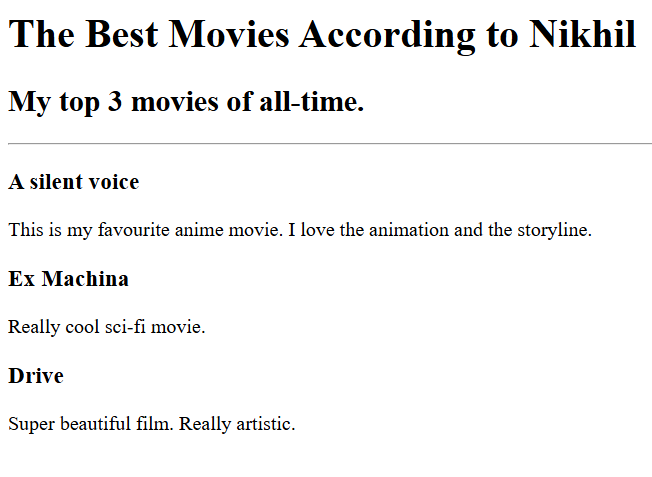 The Best Movies According to Nikhil
My top 3 movies of all-time.
A silent voice
This is my favourite anime movie. I love the animation and the storyline.
Ex Machina
Really cool sci-fi movie.
Drive
Super beautiful film. Really artistic.